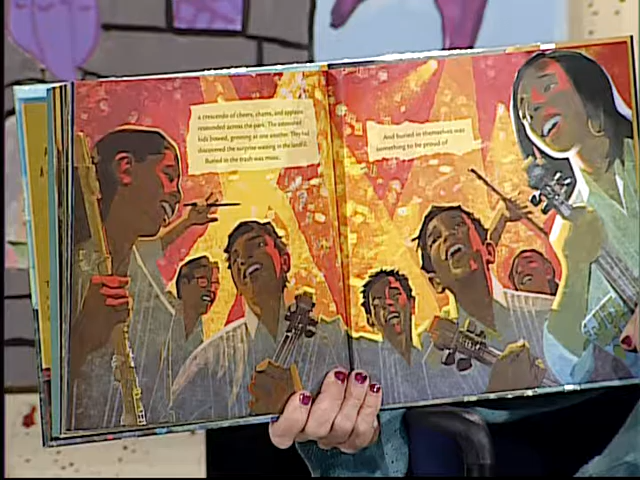 a crescendo of cheers, chants, and applause
resounded across the park. The astonished
kids bowed, grinning at one another. They had
discovered the surprise waiting in the landfill.
Buried in the trash was music.
And buried in themselves was
something to be proud of.